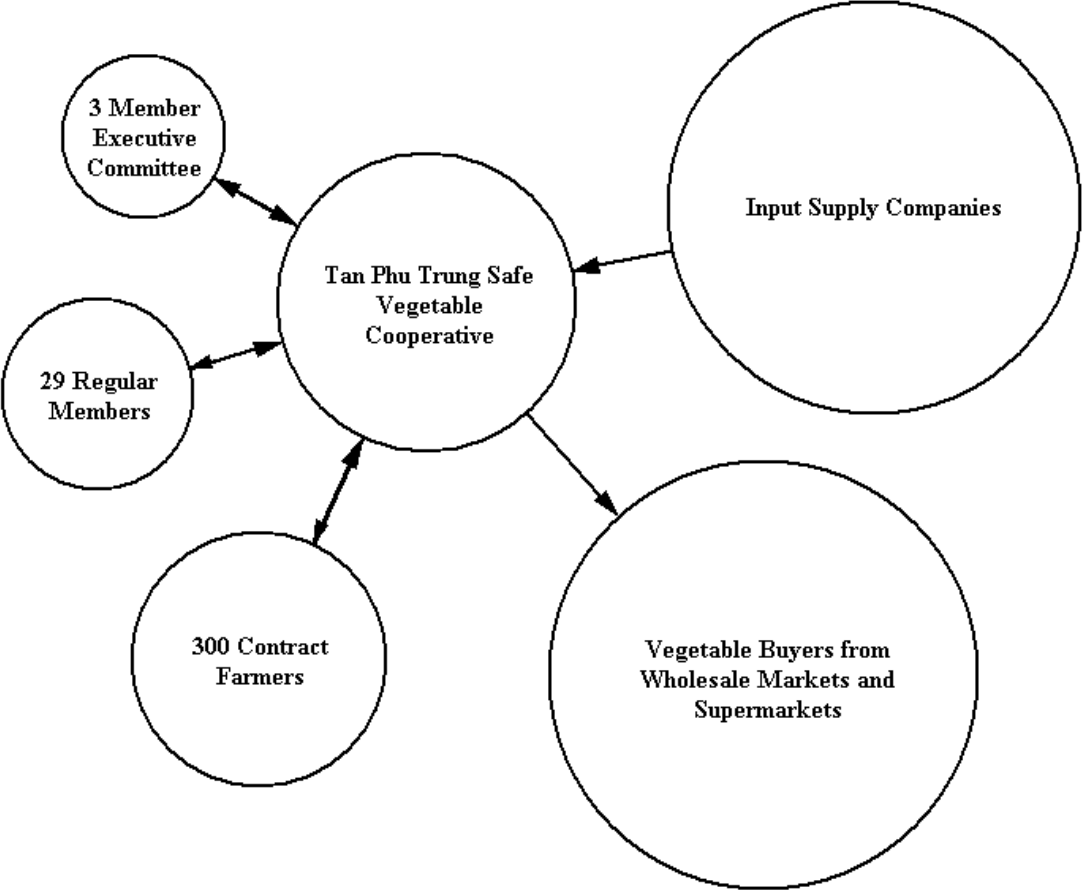 3 Member
Executive
Committee
Input Supply Companies
Tan Phu Trung Safe
Vegetable
Cooperative
29 Regular
Members
300 Contract
Farmers
Vegetable Buyers from
Wholesale Markets and
Supermarkets